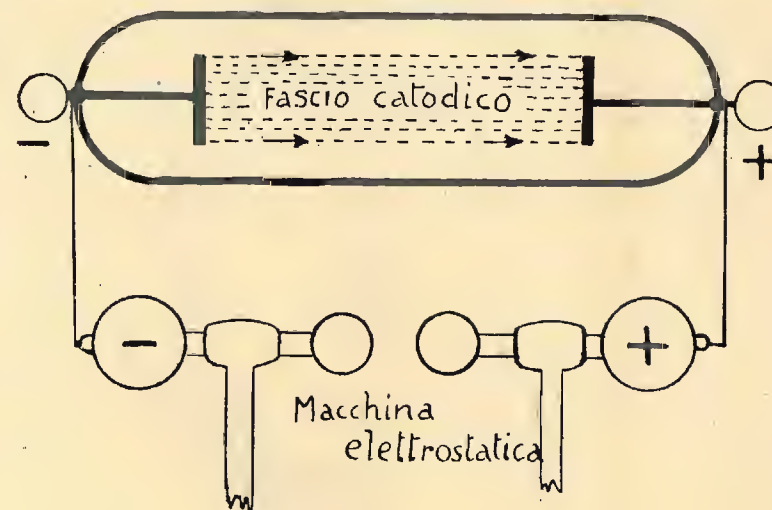 Fascio catodico
-
+
- +
Macchina
elettrostatica